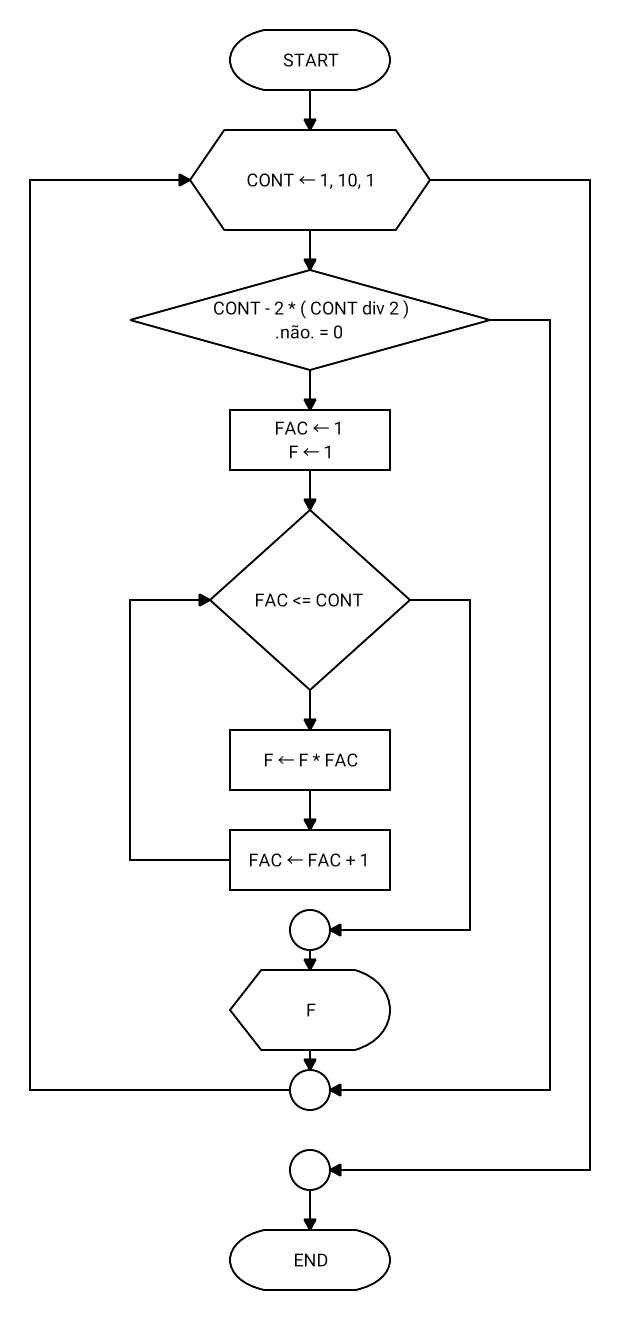 START
CONT ← 1, 10, 1
CONT - 2 * ( CONT div 2 )
.não. = 0
FAC ← 1
F ← 1
FAC <= CONT
F ← F * FAC
FAC ← FAC + 1
F
END